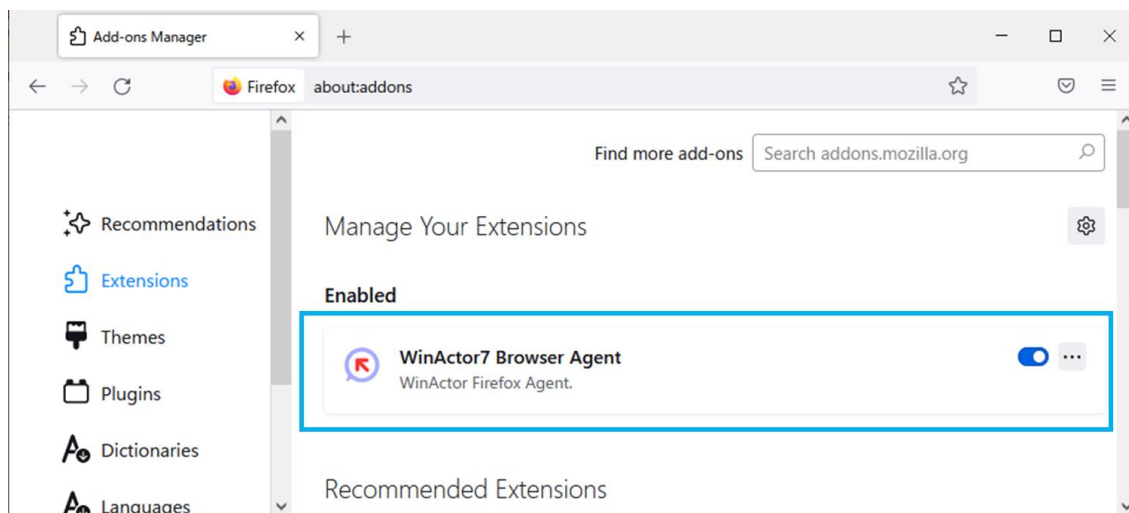 Add-ons Manager
Firefox about:addons
Find more add-ons Search addons.mozilla.org
Recommendations
Extensions
Themes
Plugins
Dictionaries
Languages
Manage Your Extensions
Enabled
WinActor7 Browser Agent
WinActor Firefox Agent.
Recommended Extensions